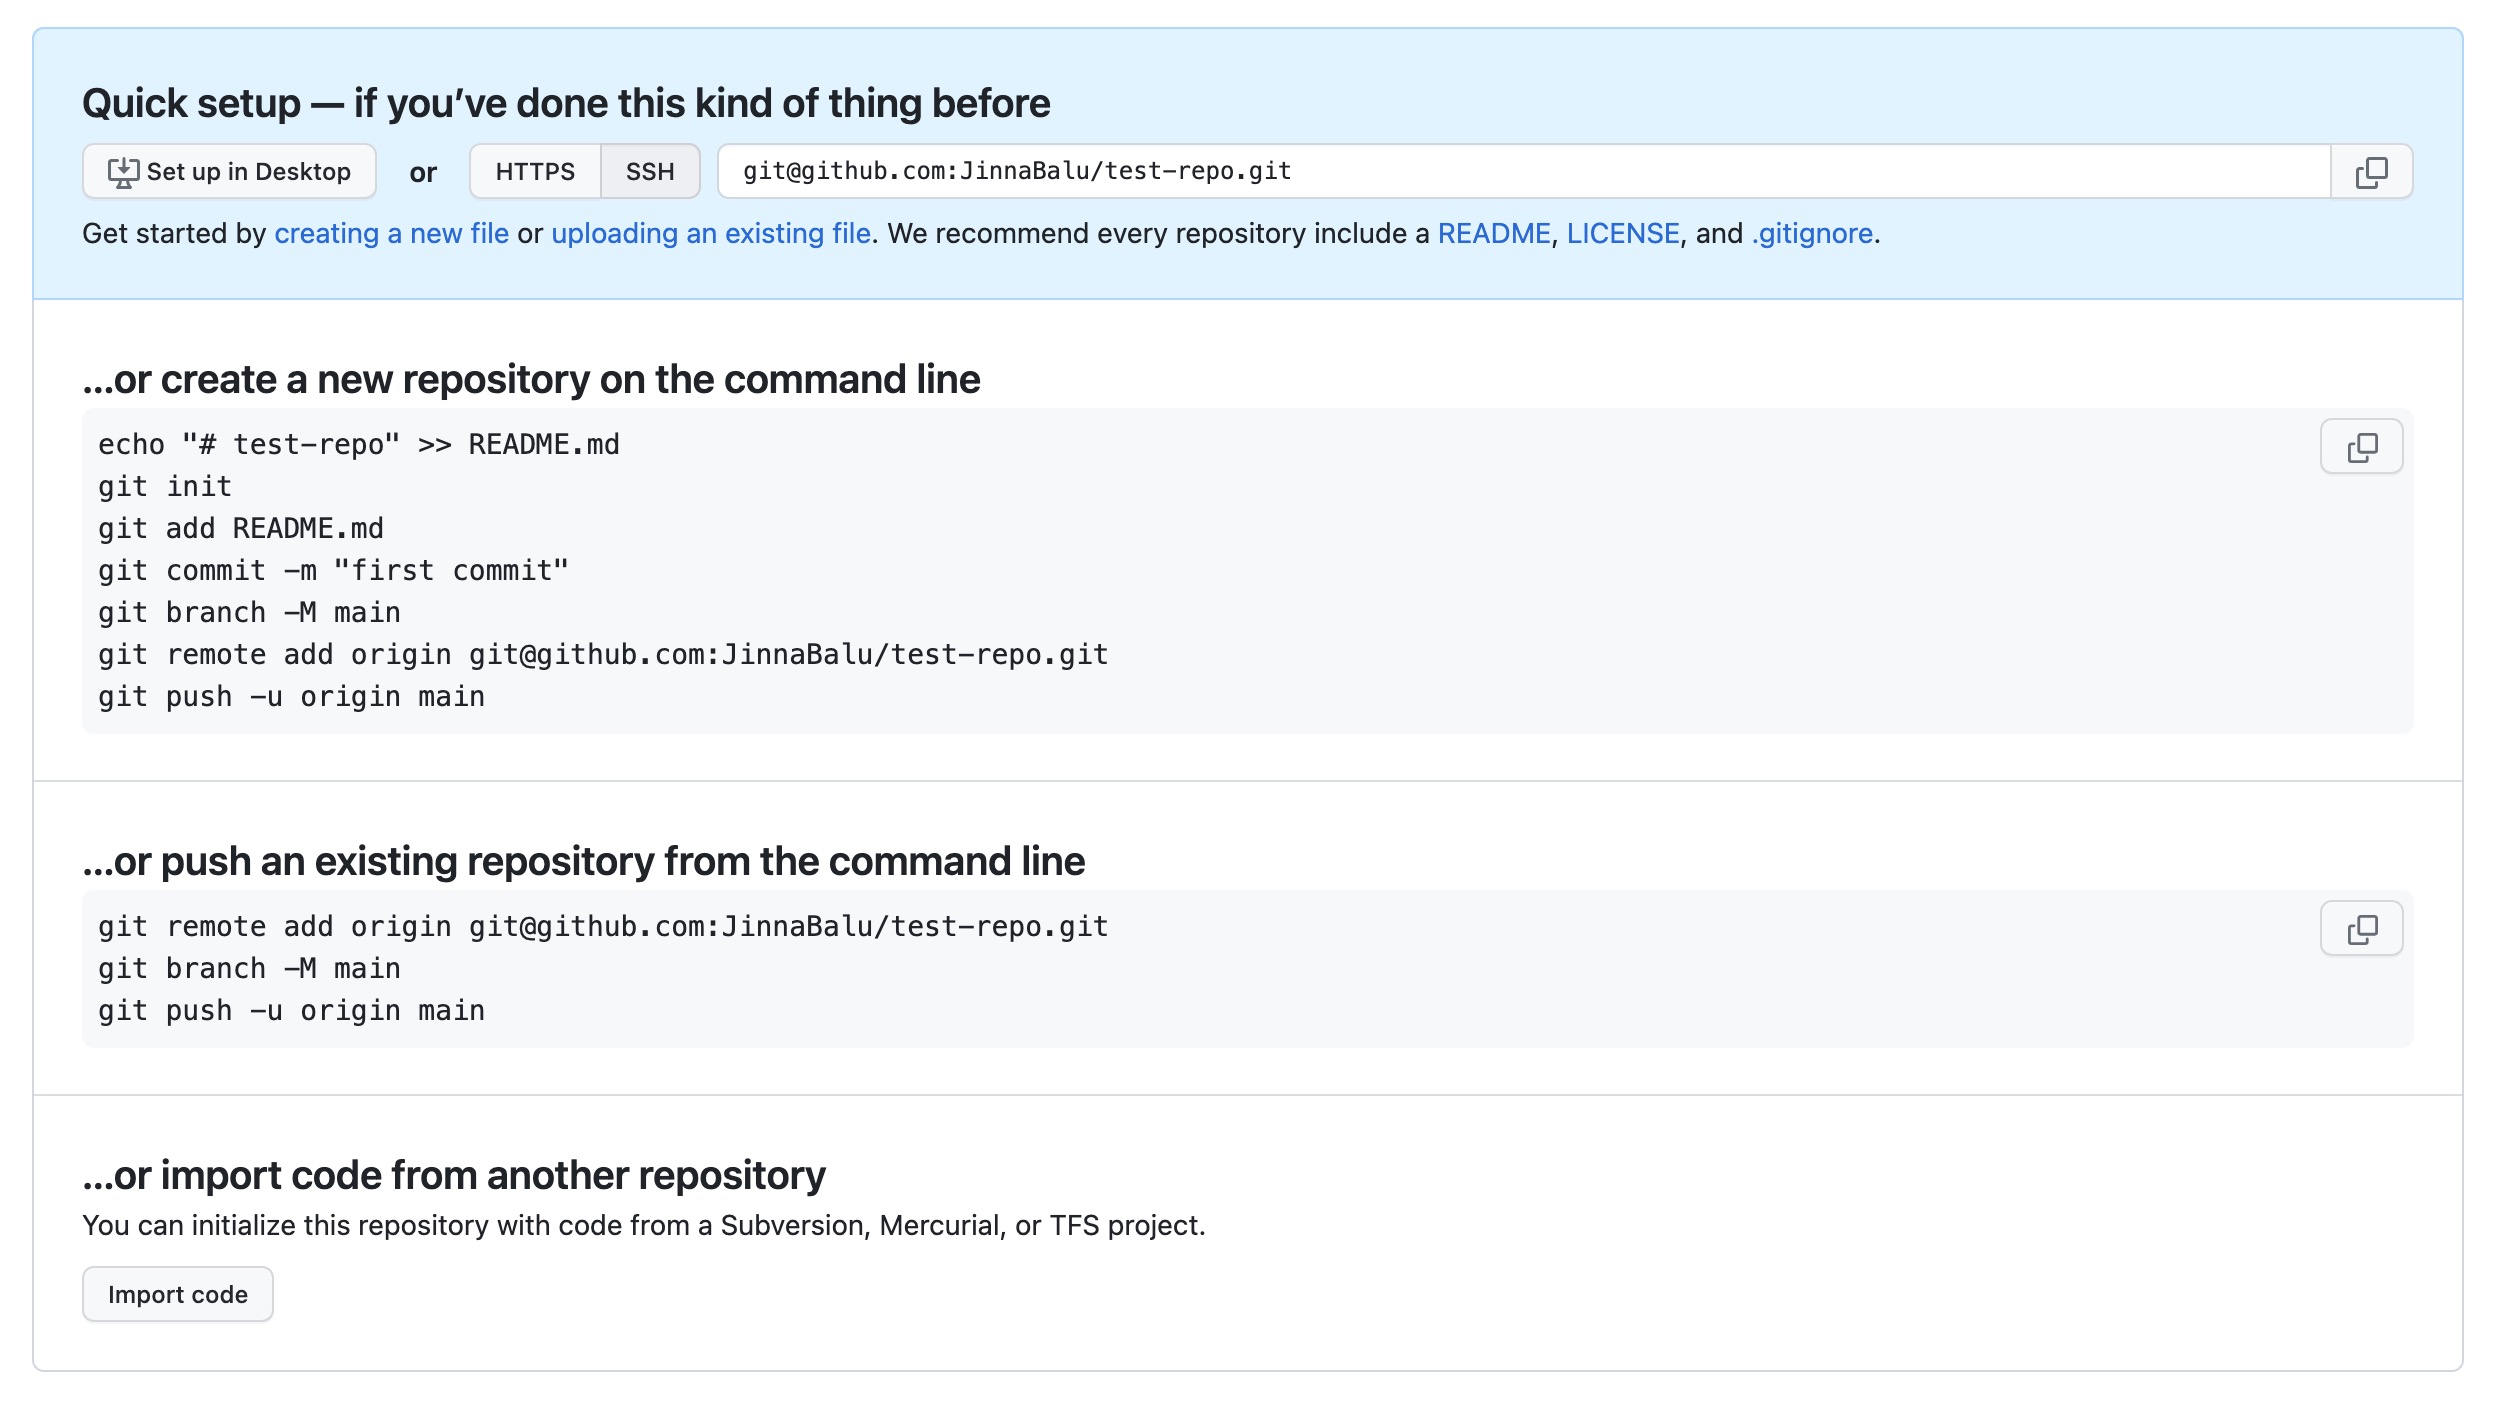 Quick setup — if you’ve done this kind of thing before
Set up in Desktop or HTTPS SSH git@github.com:JinnaBalu/test-repo.git
Get started by creating a new file or uploading an existing file. We recommend every repository include a README, LICENSE, and .gitignore.
…or create a new repository on the command line
echo "# test-repo" >> README.md
git init
git add README.md
git commit -m "first commit"
git branch -M main
git remote add origin git@github.com:JinnaBalu/test-repo.git
git push -u origin main
…or push an existing repository from the command line
git remote add origin git@github.com:JinnaBalu/test-repo.git
git branch -M main
git push -u origin main
…or import code from another repository
You can initialize this repository with code from a Subversion, Mercurial, or TFS project.
Import code